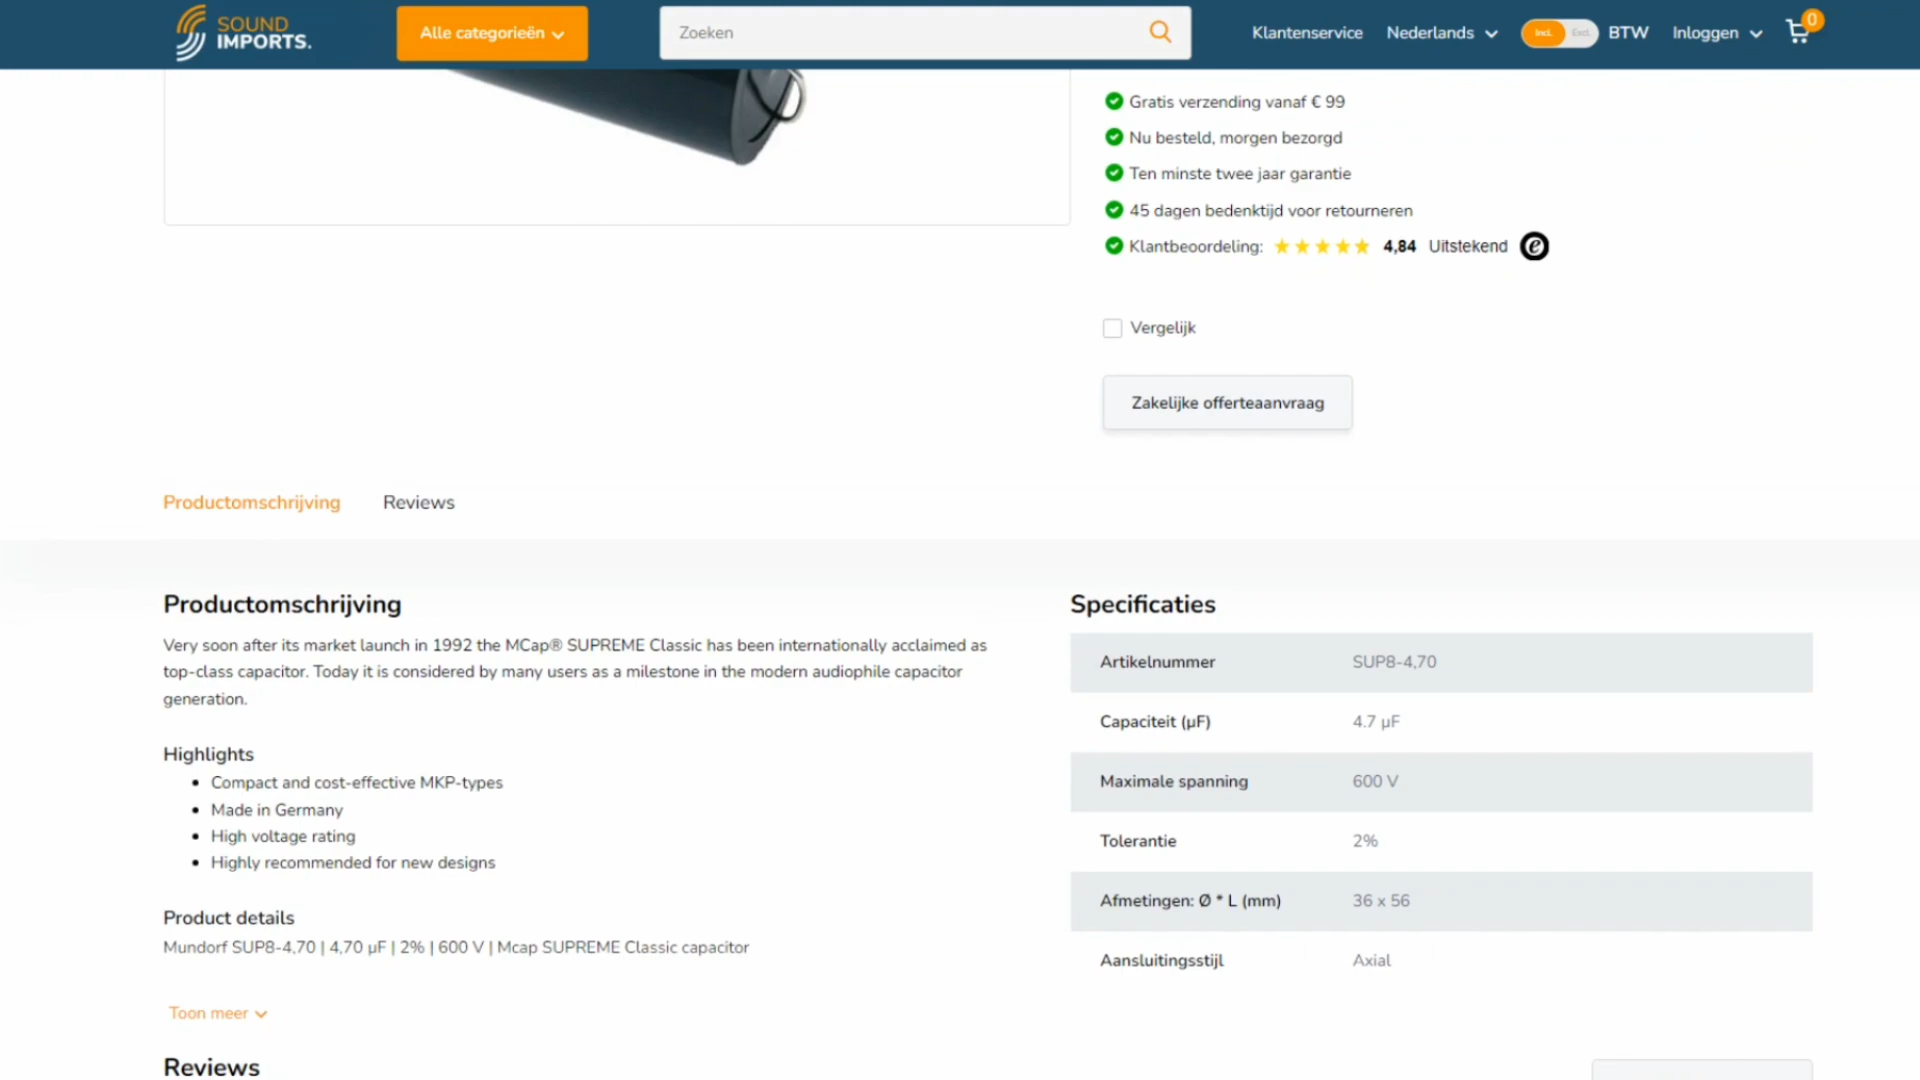 SOUND
IMPORTS.
Alle categorieën
Zoeken
Klantenservice
Nederlands
Incl.
Excl.
BTW
Inloggen
0
Gratis verzending vanaf € 99
Nu besteld, morgen bezorgd
Ten minste twee jaar garantie
45 dagen bedenktijd voor retourneren
Klantbeoordeling: ★★★★★ 4,84 Uitstekend e
Vergelijk
Zakelijke offerteaanvraag
Productomschrijving
Reviews
Productomschrijving
Very soon after its market launch in 1992 the MCap® SUPREME Classic has been internationally acclaimed as
top-class capacitor. Today it is considered by many users as a milestone in the modern audiophile capacitor
generation.
Highlights
• Compact and cost-effective MKP-types
• Made in Germany
• High voltage rating
• Highly recommended for new designs
Product details
Mundorf SUP8-4,70 | 4,70 µF | 2% | 600 V | Mcap SUPREME Classic capacitor
Toon meer
Reviews
Specificaties
Artikelnummer SUP8-4,70
Capaciteit (µF) 4.7 µF
Maximale spanning 600 V
Tolerantie 2%
Afmetingen: Ø * L (mm) 36 x 56
Aansluitingsstijl Axial